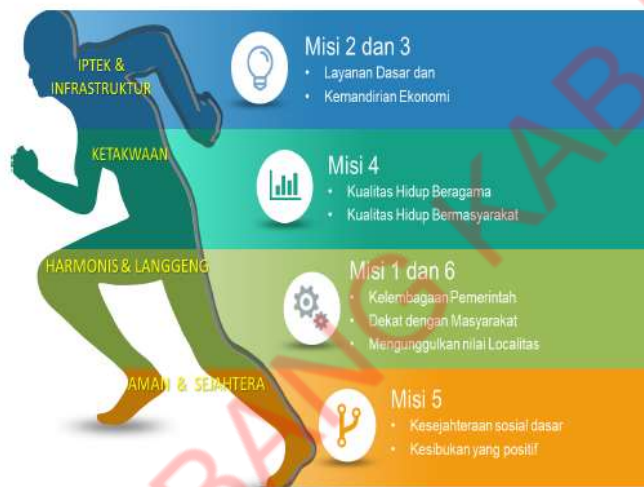 IPTEK &
INFRASTRUKTUR
Misi 2 dan 3
• Layanan Dasar dan
• Kemandirian Ekonomi
KETAKWAAN
Misi 4
• Kualitas Hidup Beragama
• Kualitas Hidup Bermasyarakat
HARMONIS & LANGGENG
Misi 1 dan 6
• Kelembagaan Pemerintah
• Dekat dengan Masyarakat
• Mengunggulkan nilai Localitas
AMAN & SEJAHTERA
Misi 5
• Kesejahteraan sosial dasar
• Kesibukan yang positif
BANG KAB